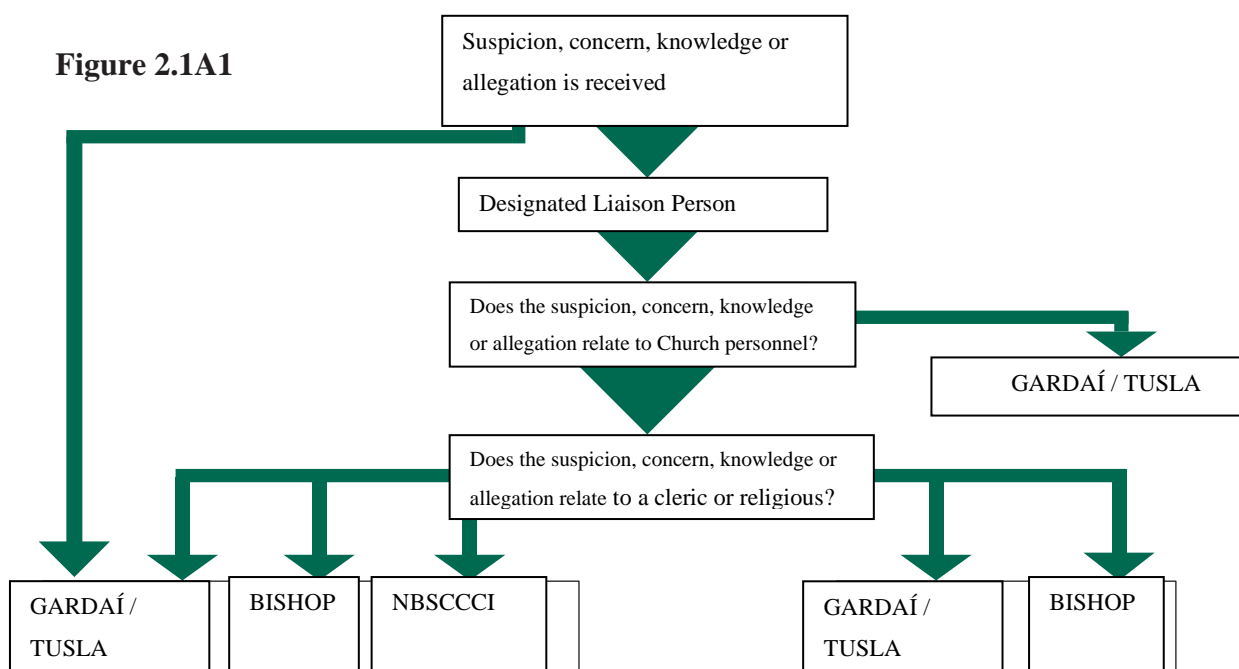 Figure 2.1A1
Suspicion, concern, knowledge or
allegation is received
Designated Liaison Person
Does the suspicion, concern, knowledge
or allegation relate to Church personnel?
GARDAÍ / TUSLA
Does the suspicion, concern, knowledge or
allegation relate to a cleric or religious?
GARDAÍ /
TUSLA
BISHOP
NBSCCCI
GARDAÍ /
TUSLA
BISHOP